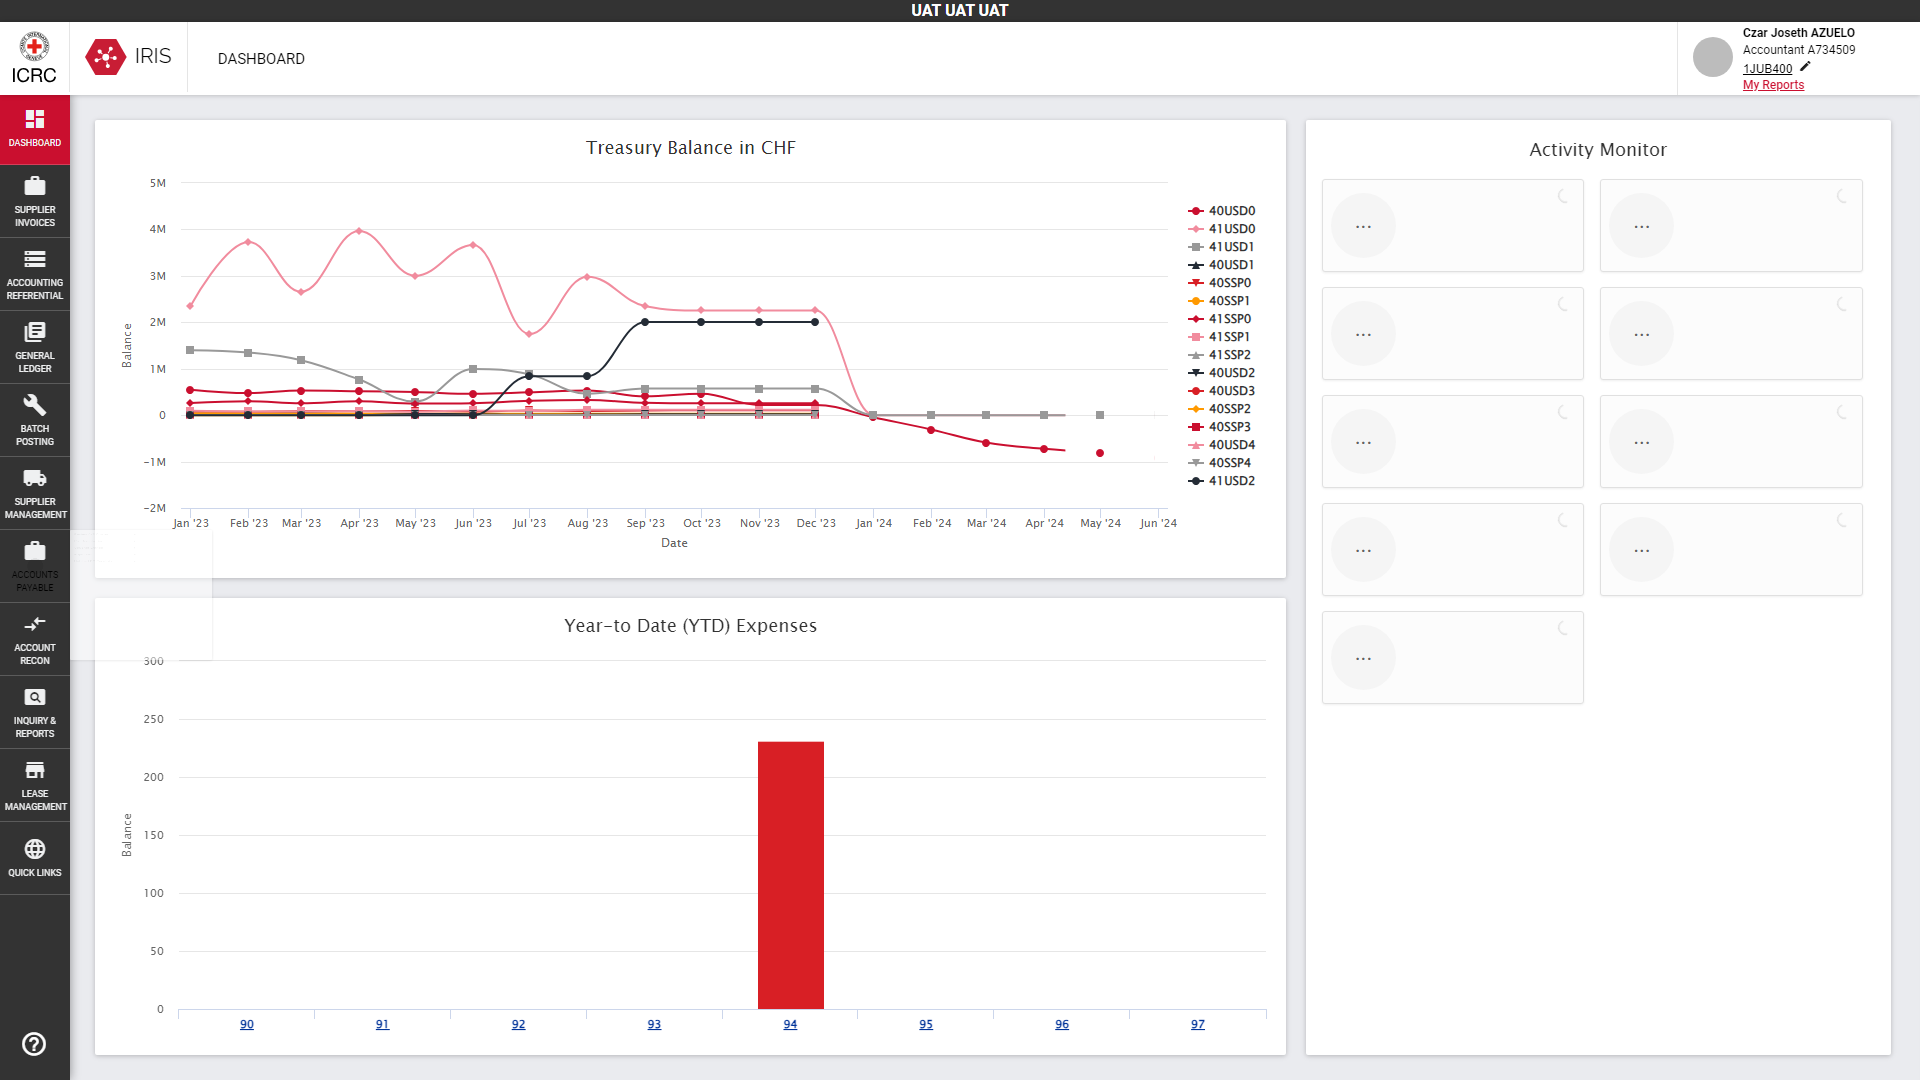 UAT UAT UAT
ICRC
IRIS
DASHBOARD
Czar Joseth AZUELO
Accountant A734509
1JUB400
My Reports
DASHBOARD
SUPPLIER
INVOICES
ACCOUNTING
REFERENTIAL
GENERAL
LEDGER
BATCH
POSTING
SUPPLIER
MANAGEMENT
ACCOUNTS
PAYABLE
ACCOUNT
RECON
INQUIRY &
REPORTS
LEASE
MANAGEMENT
QUICK LINKS
Treasury Balance in CHF
5M
4M
3M
2M
1M
0
-1M
-2M
Balance
Jan '23 Feb '23 Mar '23 Apr '23 May '23 Jun '23 Jul '23 Aug '23 Sep '23 Oct '23 Nov '23 Dec '23 Jan '24 Feb '24 Mar '24 Apr '24 May '24 Jun '24
Date
40USD0
41USD0
41USD1
40USD1
40SSP0
40SSP1
41SSP0
41SSP1
41SSP2
40USD2
40USD3
40SSP2
40SSP3
40USD4
40SSP4
41USD2
Year-to Date (YTD) Expenses
300
250
200
150
100
50
0
Balance
90 91 92 93 94 95 96 97
Activity Monitor
... ...
... ...
... ...
... ...
...